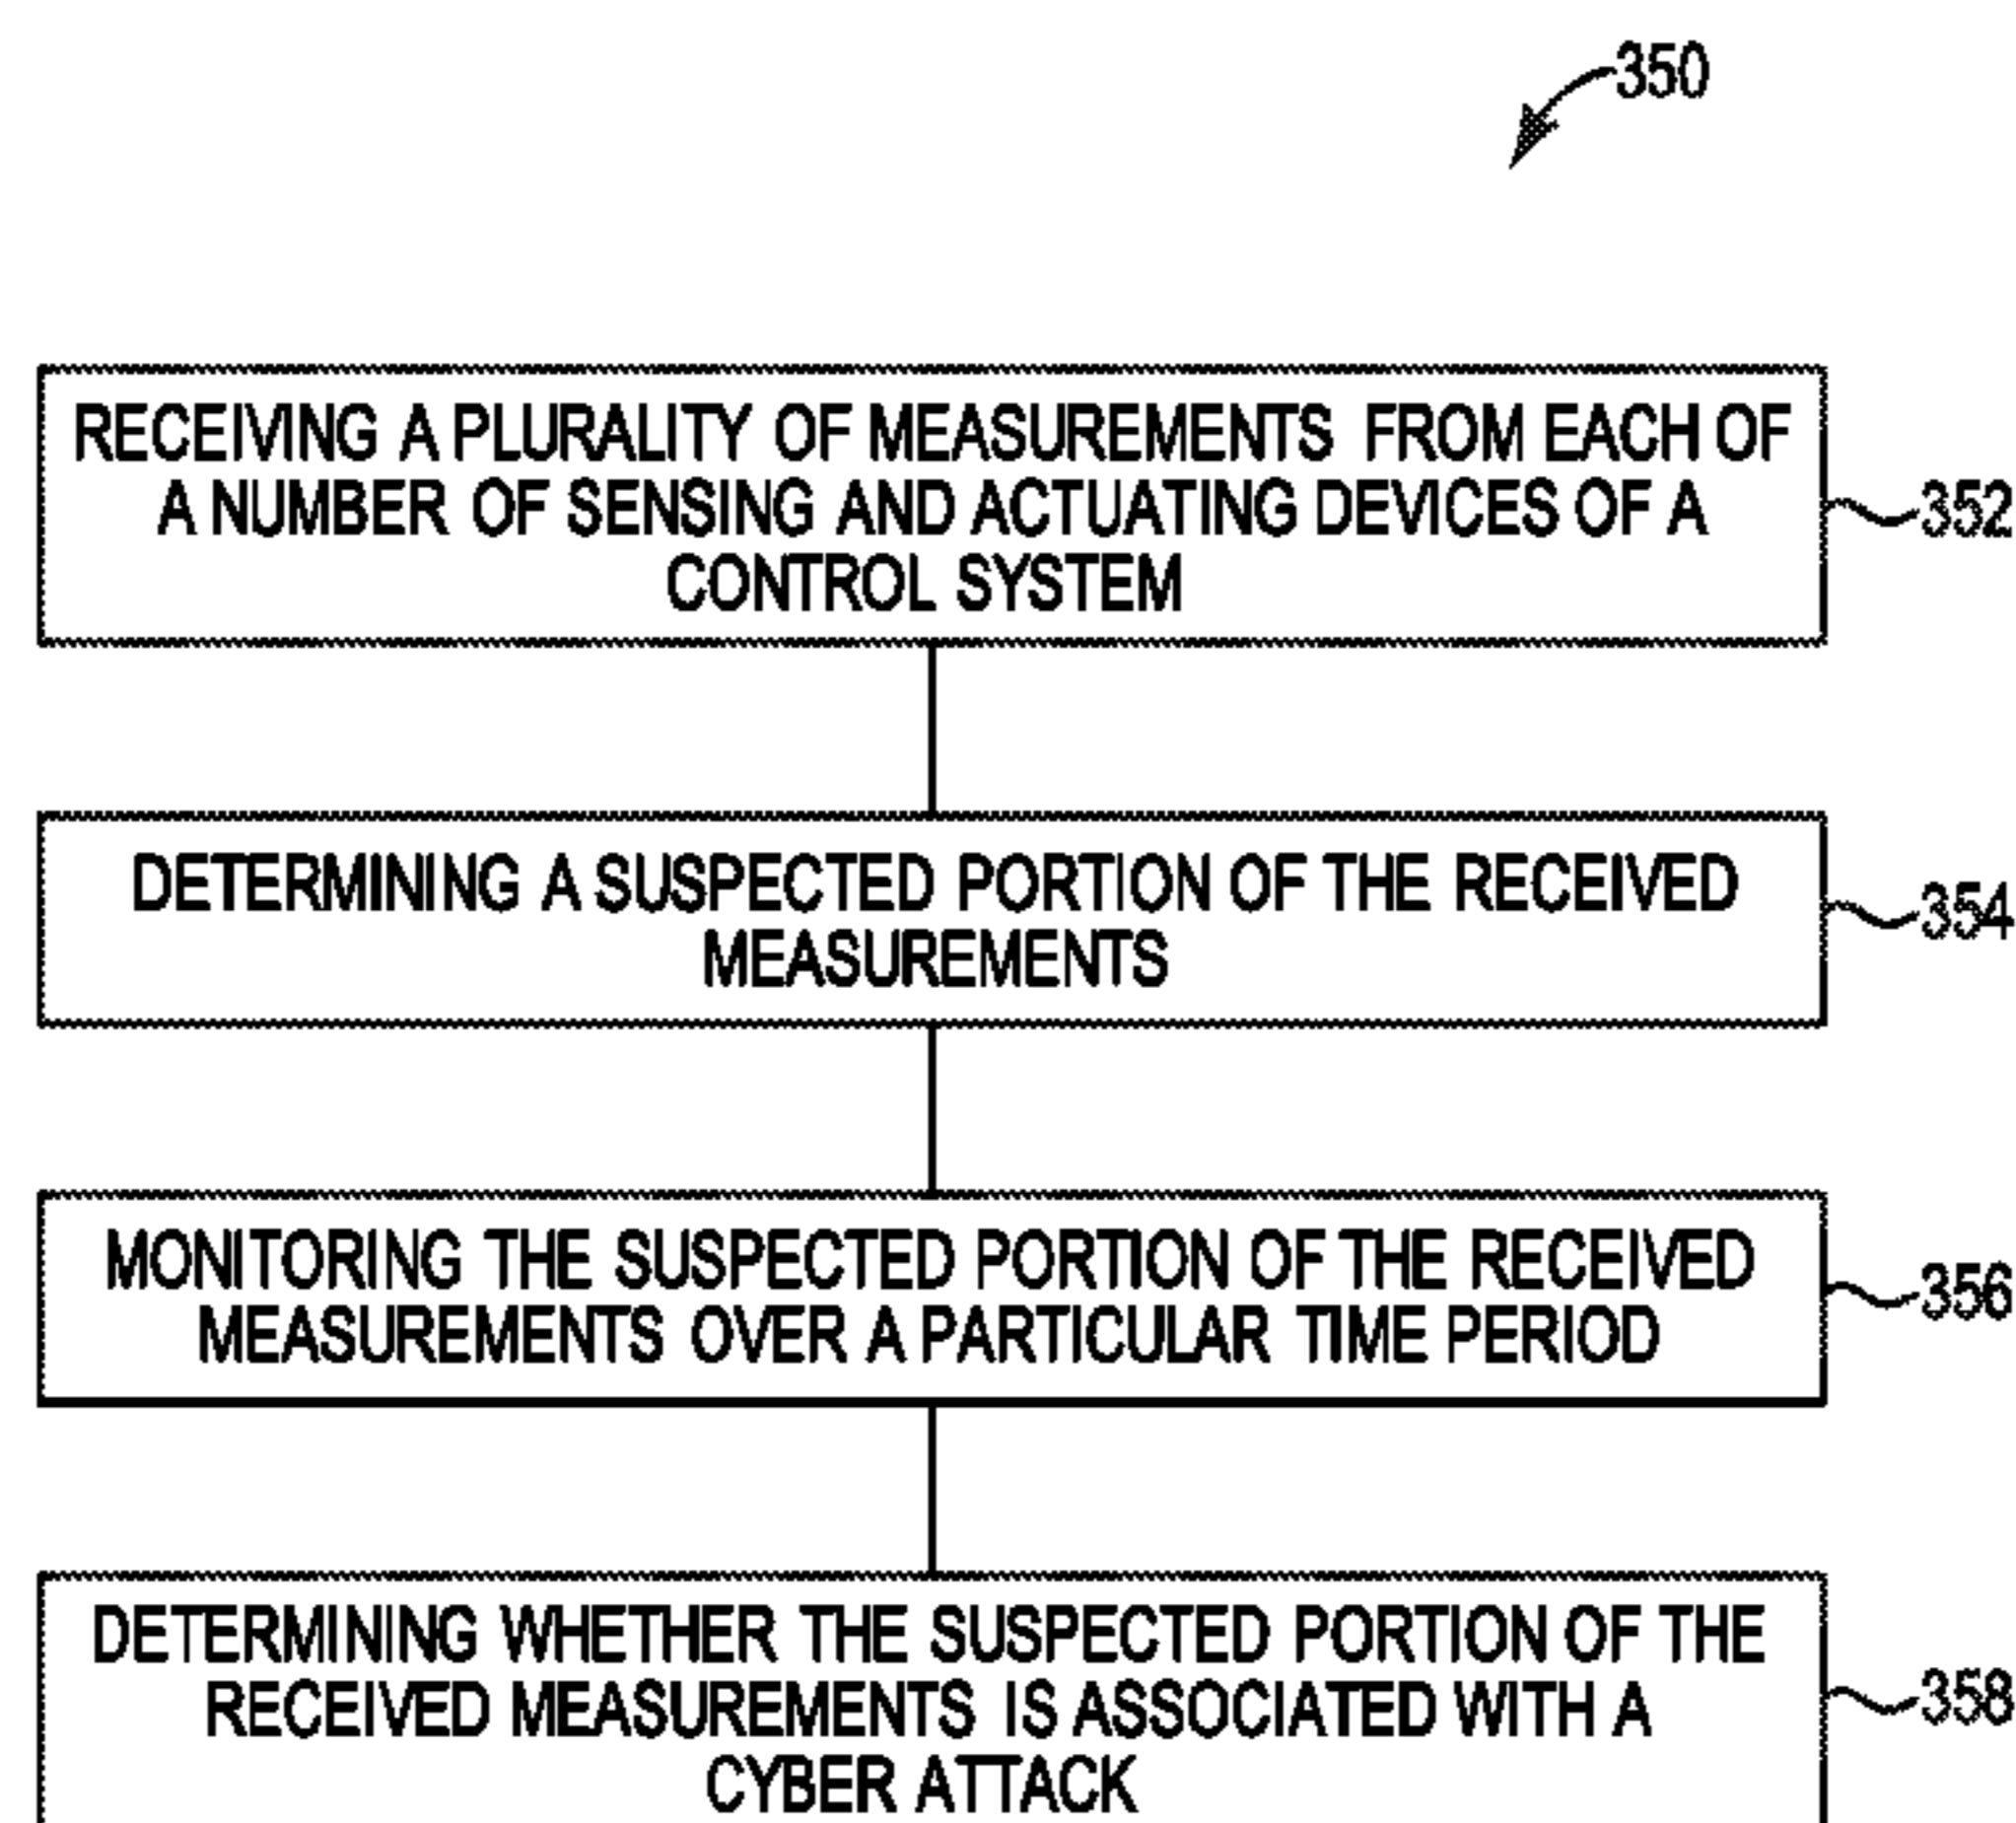 350
RECEIVING A PLURALITY OF MEASUREMENTS FROM EACH OF
A NUMBER OF SENSING AND ACTUATING DEVICES OF A
CONTROL SYSTEM
352
DETERMINING A SUSPECTED PORTION OF THE RECEIVED
MEASUREMENTS
354
MONITORING THE SUSPECTED PORTION OF THE RECEIVED
MEASUREMENTS OVER A PARTICULAR TIME PERIOD
356
DETERMINING WHETHER THE SUSPECTED PORTION OF THE
RECEIVED MEASUREMENTS IS ASSOCIATED WITH A
CYBER ATTACK
358